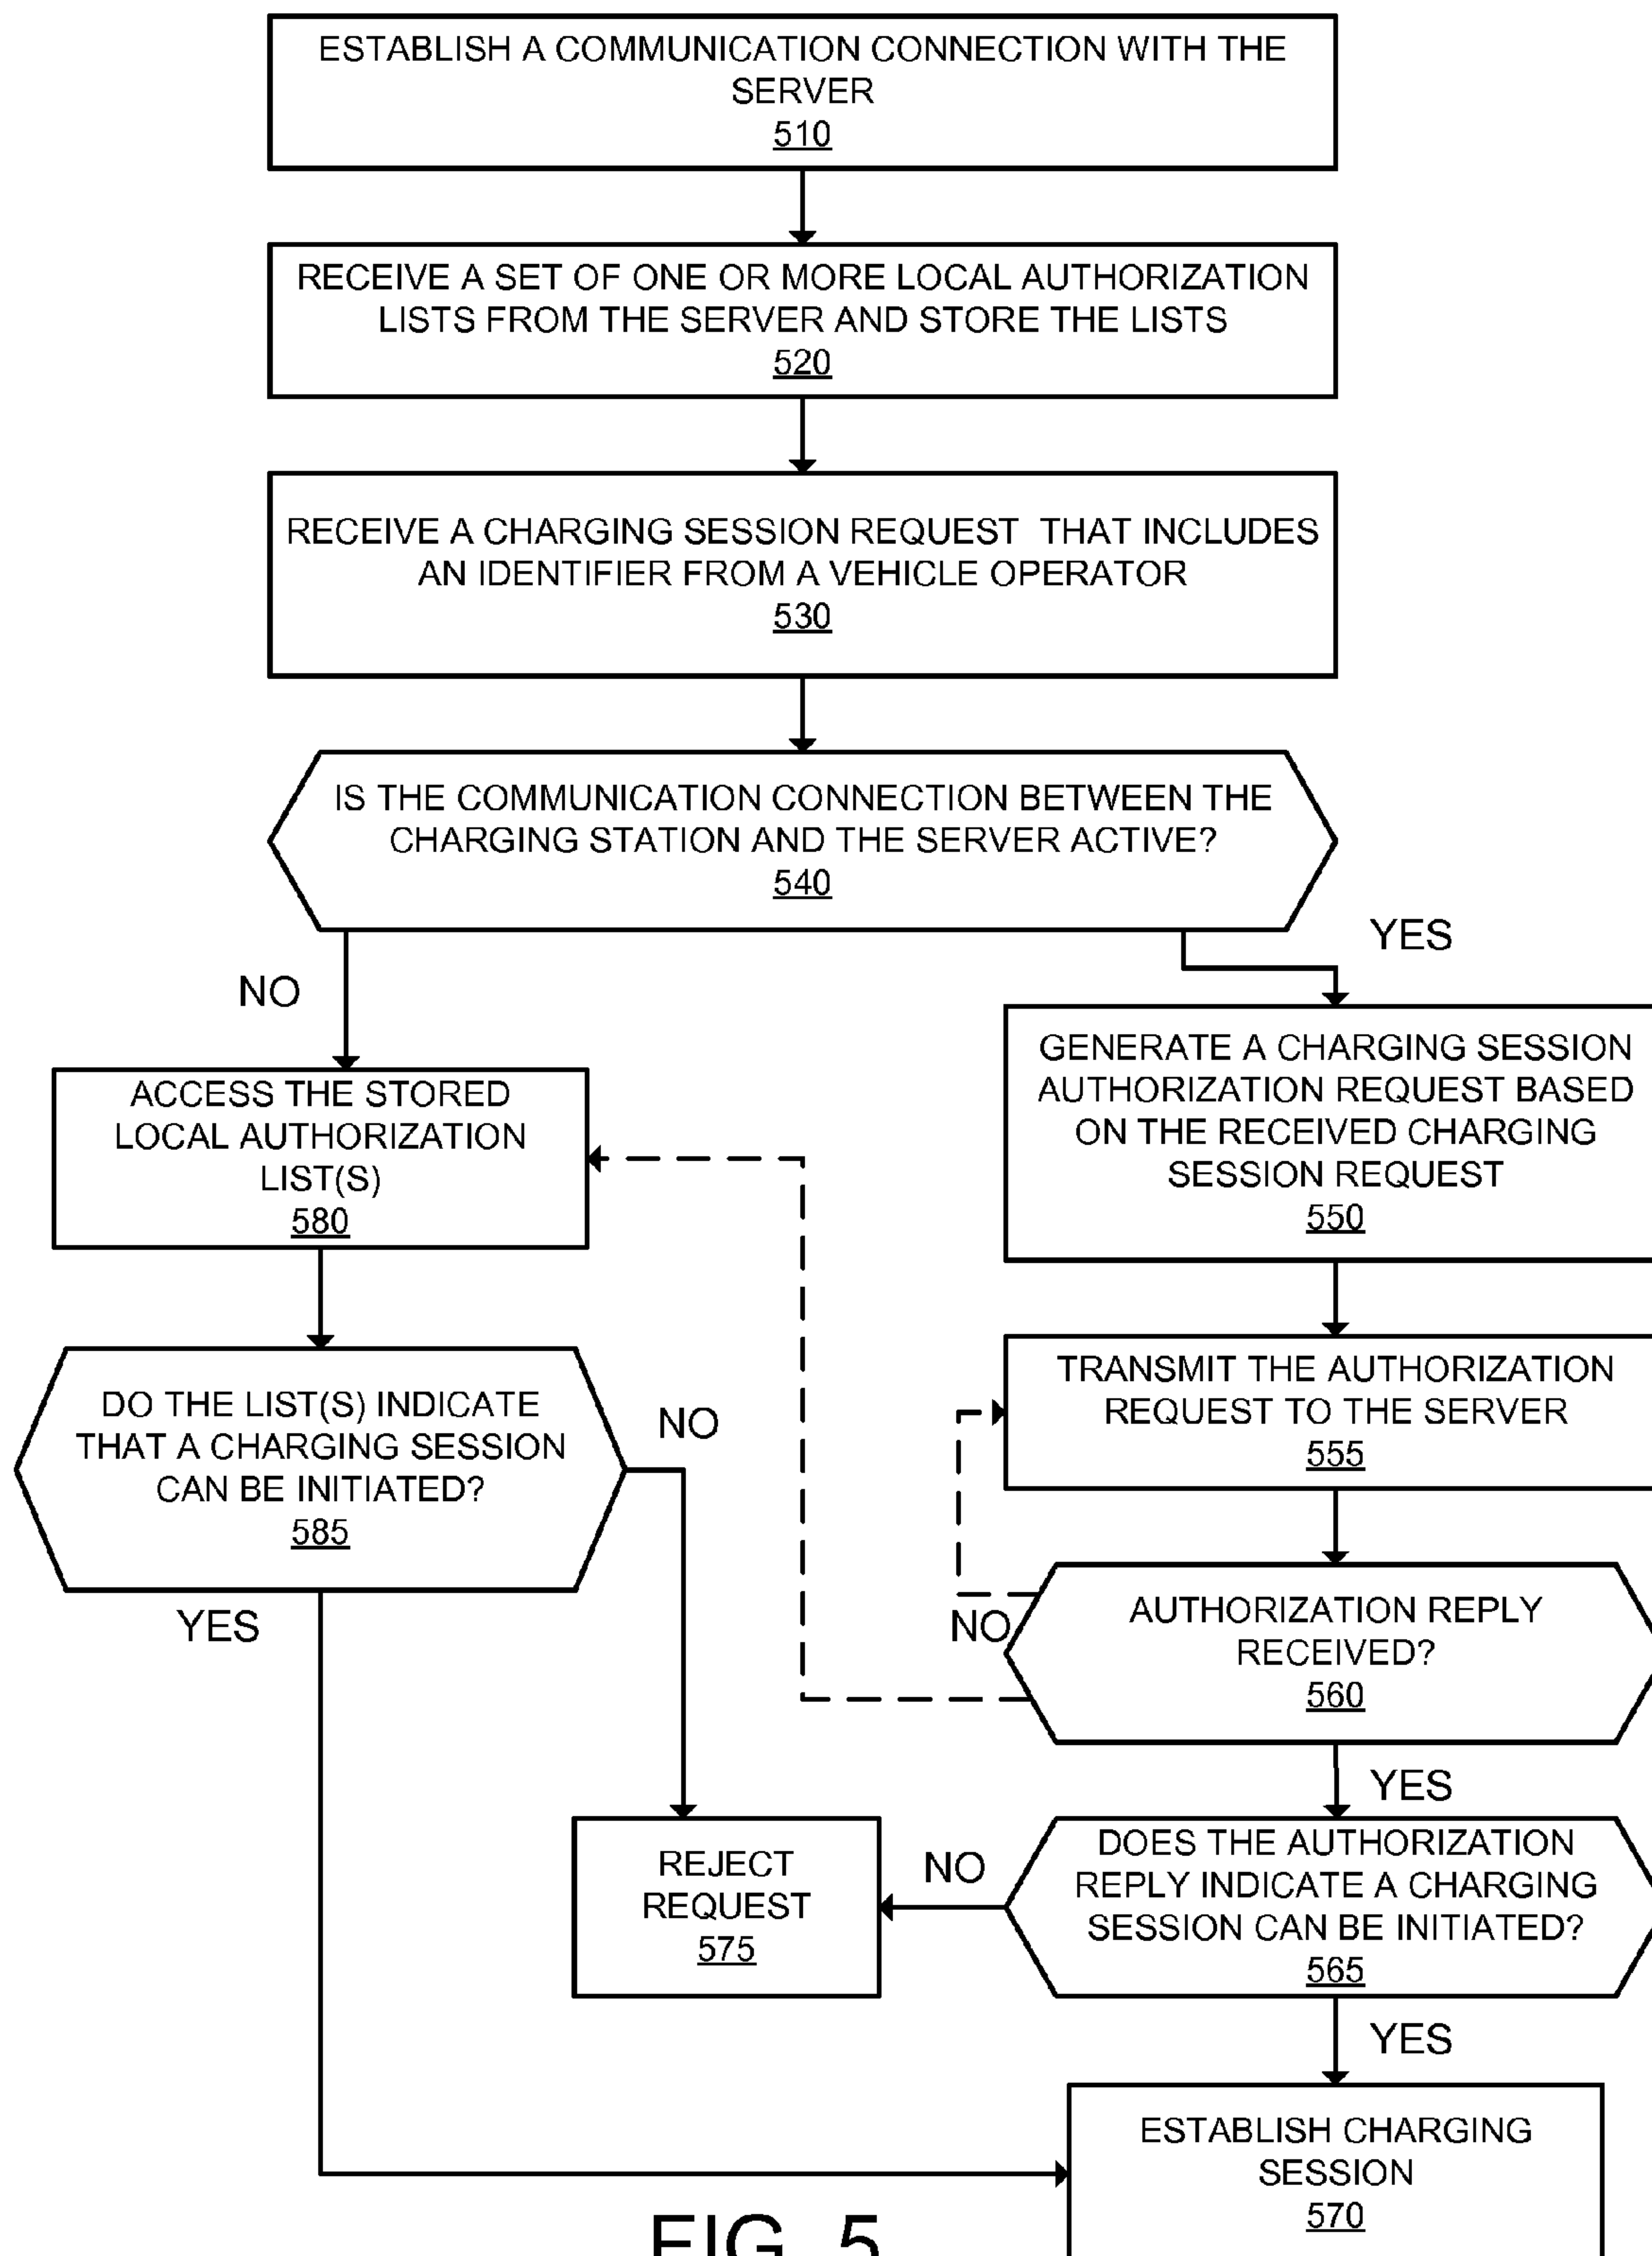 ESTABLISH A COMMUNICATION CONNECTION WITH THE
SERVER
510
RECEIVE A SET OF ONE OR MORE LOCAL AUTHORIZATION
LISTS FROM THE SERVER AND STORE THE LISTS
520
RECEIVE A CHARGING SESSION REQUEST THAT INCLUDES
AN IDENTIFIER FROM A VEHICLE OPERATOR
530
IS THE COMMUNICATION CONNECTION BETWEEN THE
CHARGING STATION AND THE SERVER ACTIVE?
540
YES
NO
GENERATE A CHARGING SESSION
AUTHORIZATION REQUEST BASED
ON THE RECEIVED CHARGING
SESSION REQUEST
550
ACCESS THE STORED
LOCAL AUTHORIZATION
LIST(S)
580
TRANSMIT THE AUTHORIZATION
REQUEST TO THE SERVER
555
DO THE LIST(S) INDICATE
THAT A CHARGING SESSION
CAN BE INITIATED?
585
NO
YES
NO
AUTHORIZATION REPLY
RECEIVED?
560
YES
DOES THE AUTHORIZATION
REPLY INDICATE A CHARGING
SESSION CAN BE INITIATED?
565
NO
REJECT
REQUEST
575
YES
ESTABLISH CHARGING
SESSION
570
FIG. 5